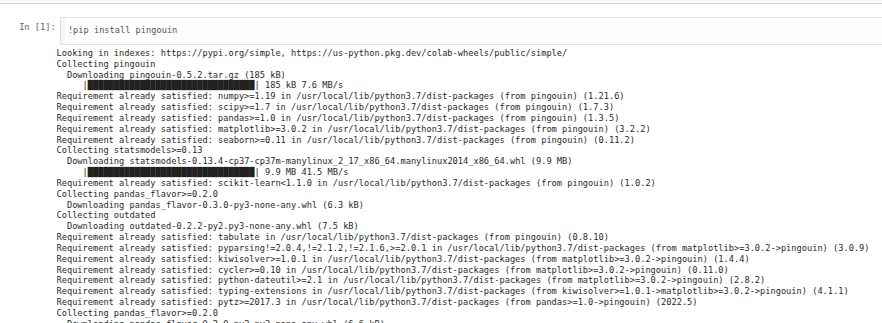 In [1]:
!pip install pingouin
Looking in indexes: https://pypi.org/simple, https://us-python.pkg.dev/colab-wheels/public/simple/
Collecting pingouin
Downloading pingouin-0.5.2.tar.gz (185 kB)
|████████████████████████████████| 185 kB 7.6 MB/s
Requirement already satisfied: numpy>=1.19 in /usr/local/lib/python3.7/dist-packages (from pingouin) (1.21.6)
Requirement already satisfied: scipy>=1.7 in /usr/local/lib/python3.7/dist-packages (from pingouin) (1.7.3)
Requirement already satisfied: pandas>=1.0 in /usr/local/lib/python3.7/dist-packages (from pingouin) (1.3.5)
Requirement already satisfied: matplotlib>=3.0.2 in /usr/local/lib/python3.7/dist-packages (from pingouin) (3.2.2)
Requirement already satisfied: seaborn>=0.11 in /usr/local/lib/python3.7/dist-packages (from pingouin) (0.11.2)
Collecting statsmodels>=0.13
Downloading statsmodels-0.13.4-cp37-cp37m-manylinux_2_17_x86_64.manylinux2014_x86_64.whl (9.9 MB)
|████████████████████████████████| 9.9 MB 41.5 MB/s
Requirement already satisfied: scikit-learn<1.1.0 in /usr/local/lib/python3.7/dist-packages (from pingouin) (1.0.2)
Collecting pandas_flavor>=0.2.0
Downloading pandas_flavor-0.3.0-py3-none-any.whl (6.3 kB)
Collecting outdated
Downloading outdated-0.2.2-py2.py3-none-any.whl (7.5 kB)
Requirement already satisfied: tabulate in /usr/local/lib/python3.7/dist-packages (from pingouin) (0.8.10)
Requirement already satisfied: pyparsing!=2.0.4,!=2.1.2,!=2.1.6,>=2.0.1 in /usr/local/lib/python3.7/dist-packages (from matplotlib>=3.0.2->pingouin) (3.0.9)
Requirement already satisfied: kiwisolver>=1.0.1 in /usr/local/lib/python3.7/dist-packages (from matplotlib>=3.0.2->pingouin) (1.4.4)
Requirement already satisfied: cycler>=0.10 in /usr/local/lib/python3.7/dist-packages (from matplotlib>=3.0.2->pingouin) (0.11.0)
Requirement already satisfied: python-dateutil>=2.1 in /usr/local/lib/python3.7/dist-packages (from matplotlib>=3.0.2->pingouin) (2.8.2)
Requirement already satisfied: typing-extensions in /usr/local/lib/python3.7/dist-packages (from kiwisolver>=1.0.1->matplotlib>=3.0.2->pingouin) (4.1.1)
Requirement already satisfied: pytz>=2017.3 in /usr/local/lib/python3.7/dist-packages (from pandas>=1.0->pingouin) (2022.5)
Collecting pandas_flavor>=0.2.0